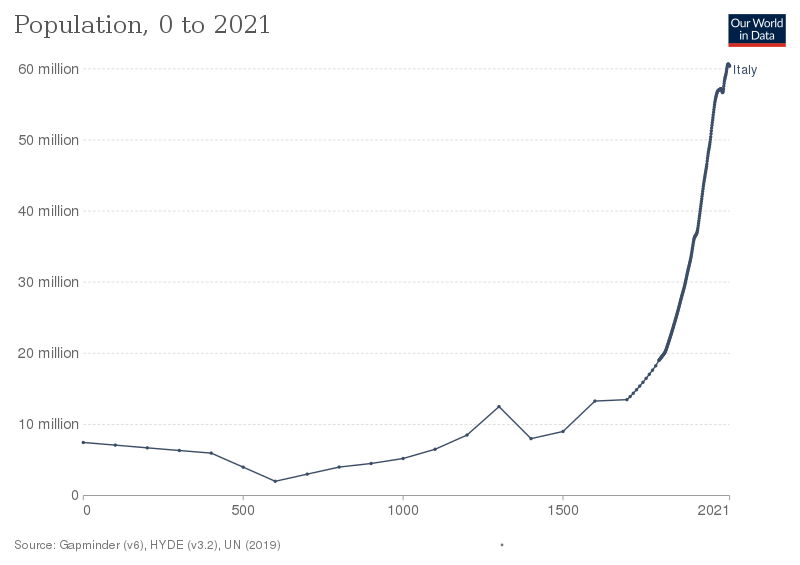 Population, 0 to 2021
Our World
in Data
60 million
Italy
50 million
40 million
30 million
20 million
10 million
0
0 500 1000 1500 2021
Source: Gapminder (v6), HYDE (v3.2), UN (2019)